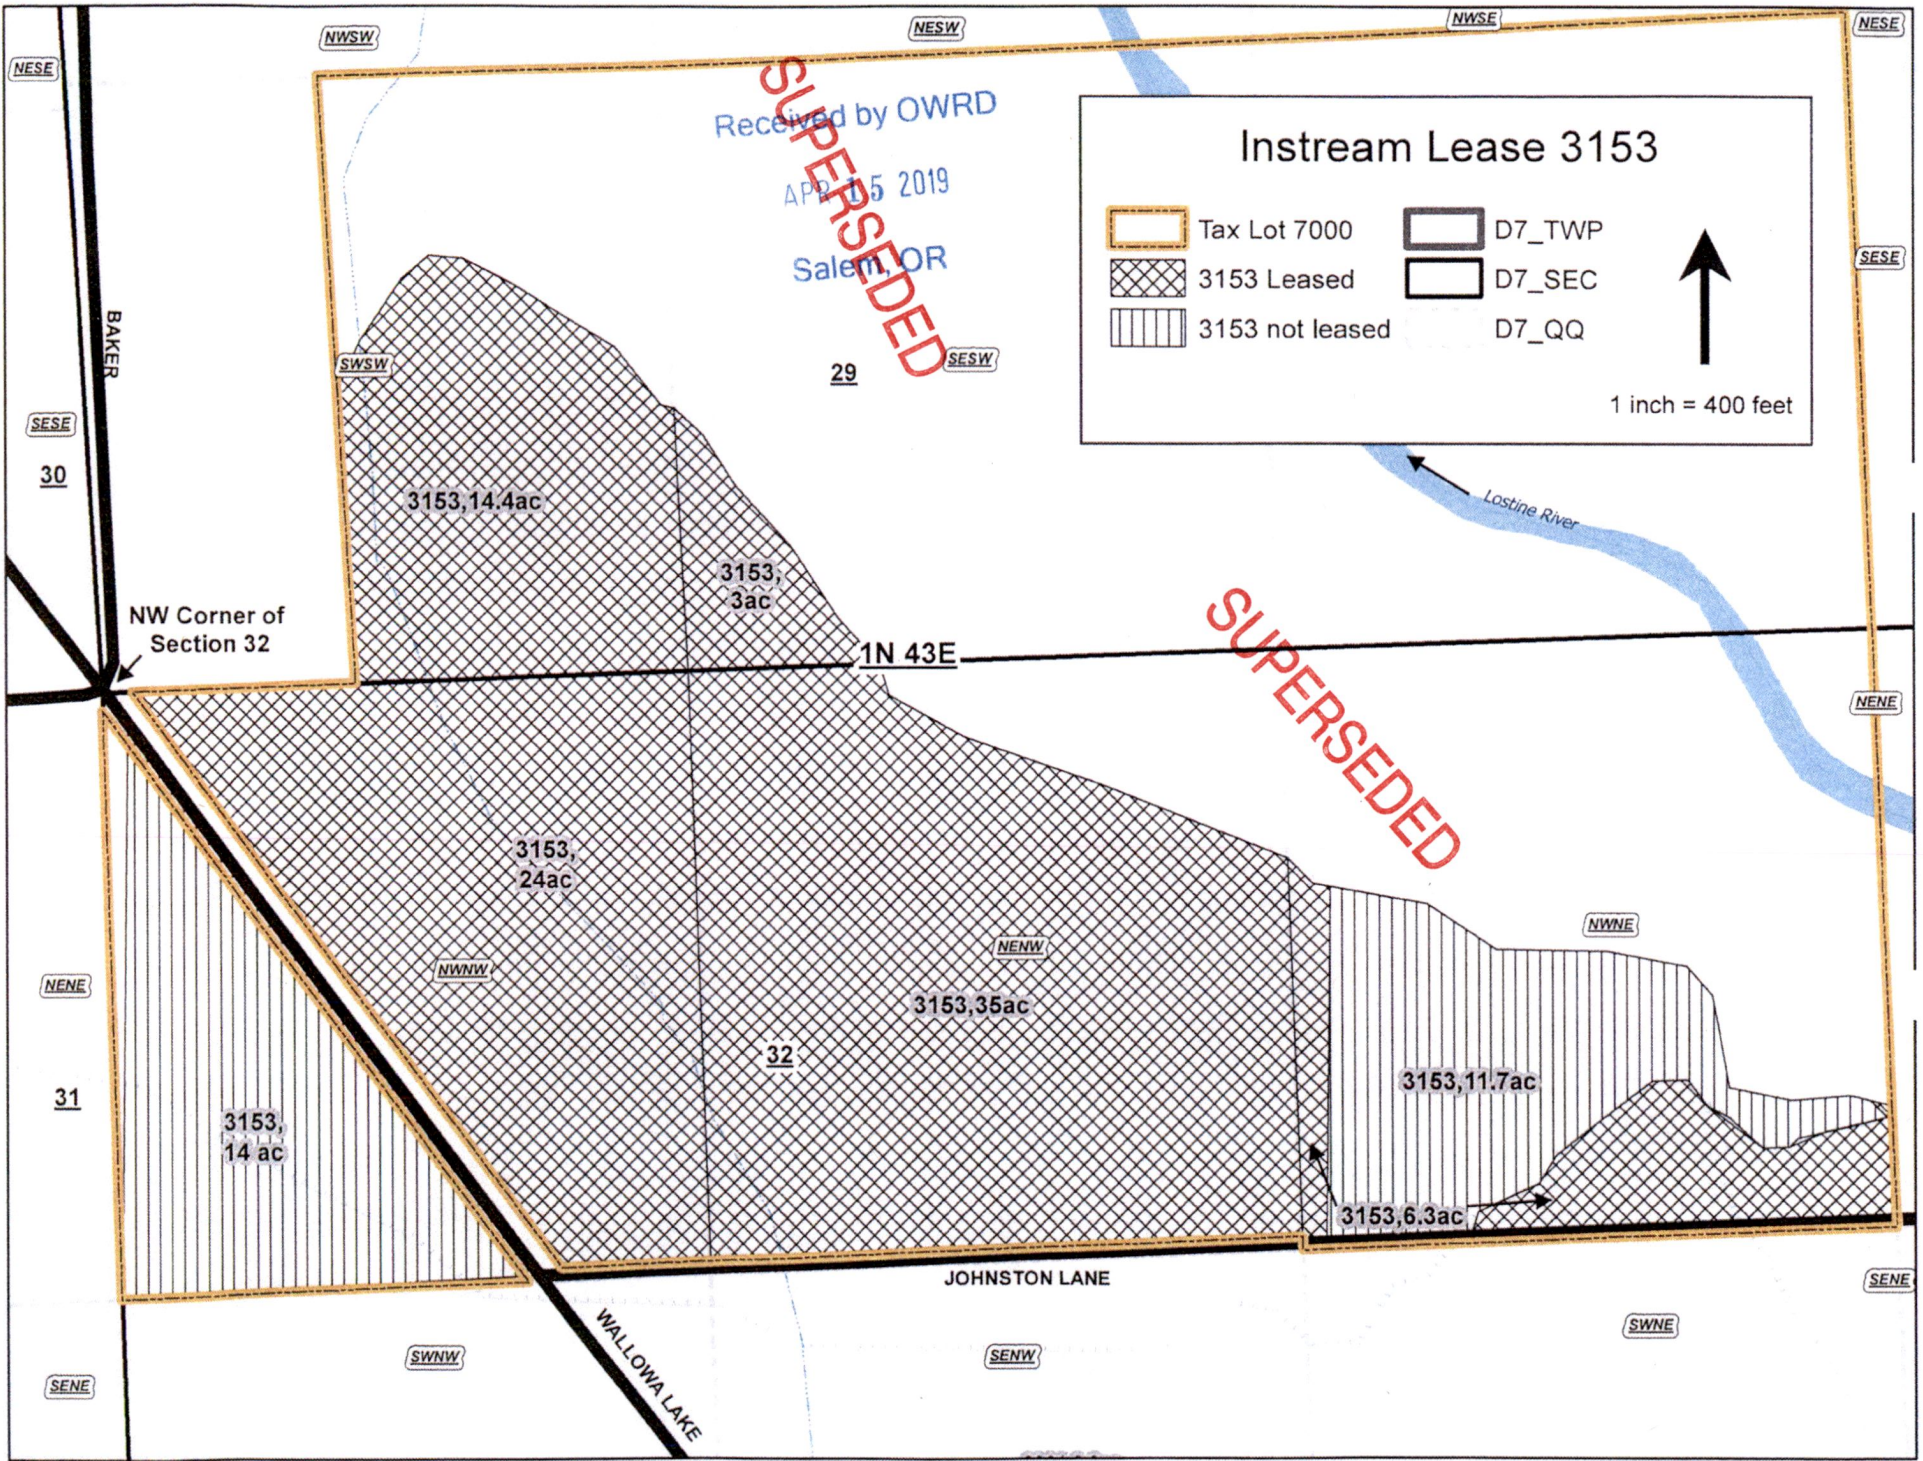 NWSW
NESW
NWSE
NESE
NESE
SUPERSEDED
Received by OWRD
APR 15 2019
Salem, OR
Instream Lease 3153
Tax Lot 7000
D7_TWP
3153 Leased
D7_SEC
3153 not leased
D7_QQ
1 inch = 400 feet
SESE
BAKER
SWSW
29
SESW
SESE
30
3153,14.4ac
Lostine River
3153,
3ac
NW Corner of
Section 32
1N 43E
SUPERSEDED
NENE
3153,
24ac
NWNW
NENW
NWNE
3153,35ac
NENE
32
31
3153,11.7ac
3153,
14 ac
3153,6.3ac
JOHNSTON LANE
SENE
WALLOWA LAKE
SWNW
SENW
SWNE
SENE